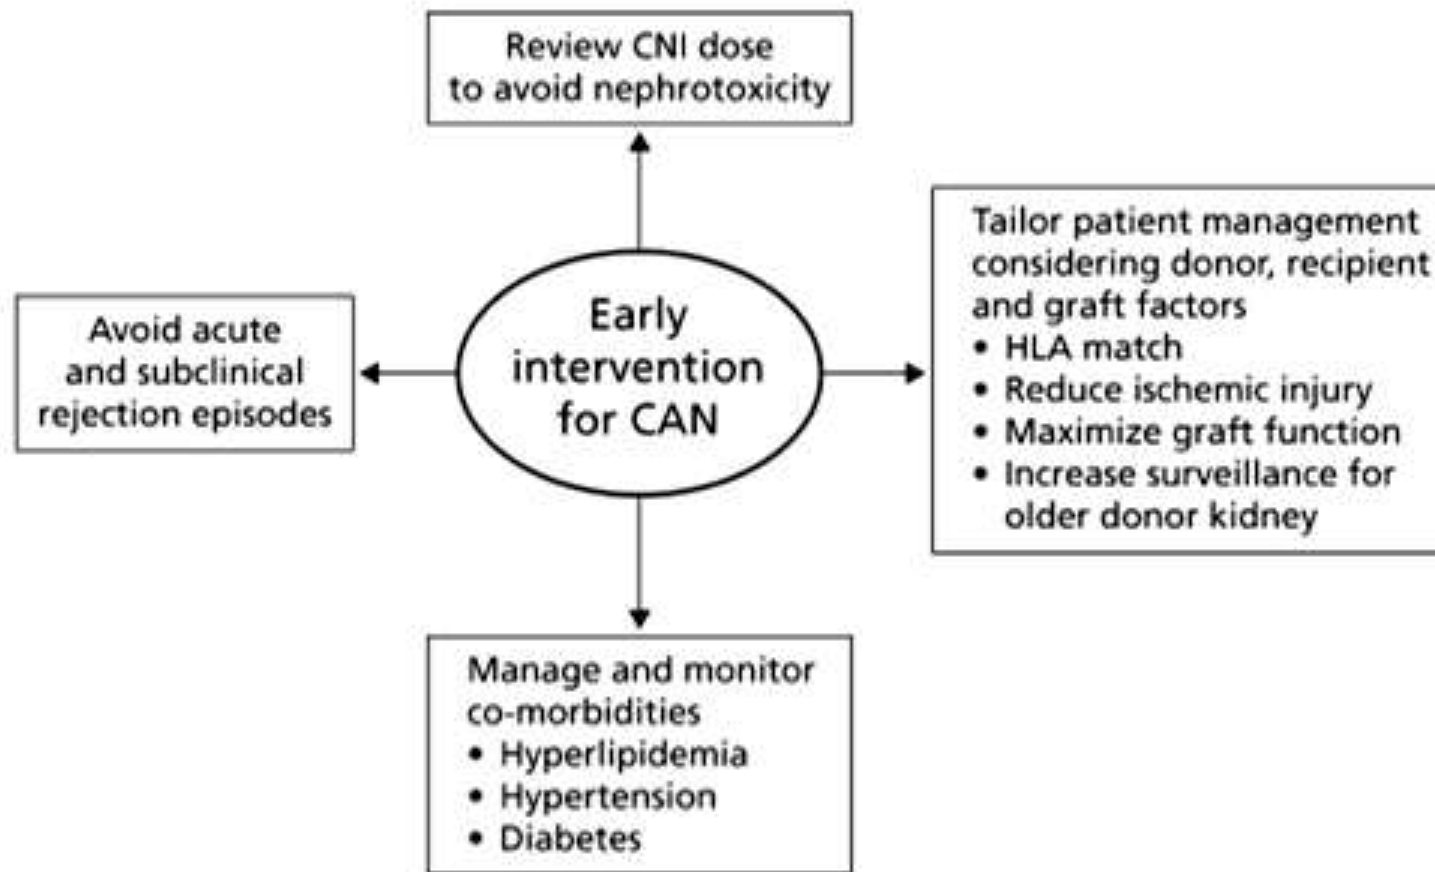 Review CNI dose
to avoid nephrotoxicity
Avoid acute
and subclinical
rejection episodes
Early
intervention
for CAN
Tailor patient management
considering donor, recipient
and graft factors
• HLA match
• Reduce ischemic injury
• Maximize graft function
• Increase surveillance for
older donor kidney
Manage and monitor
co-morbidities
• Hyperlipidemia
• Hypertension
• Diabetes